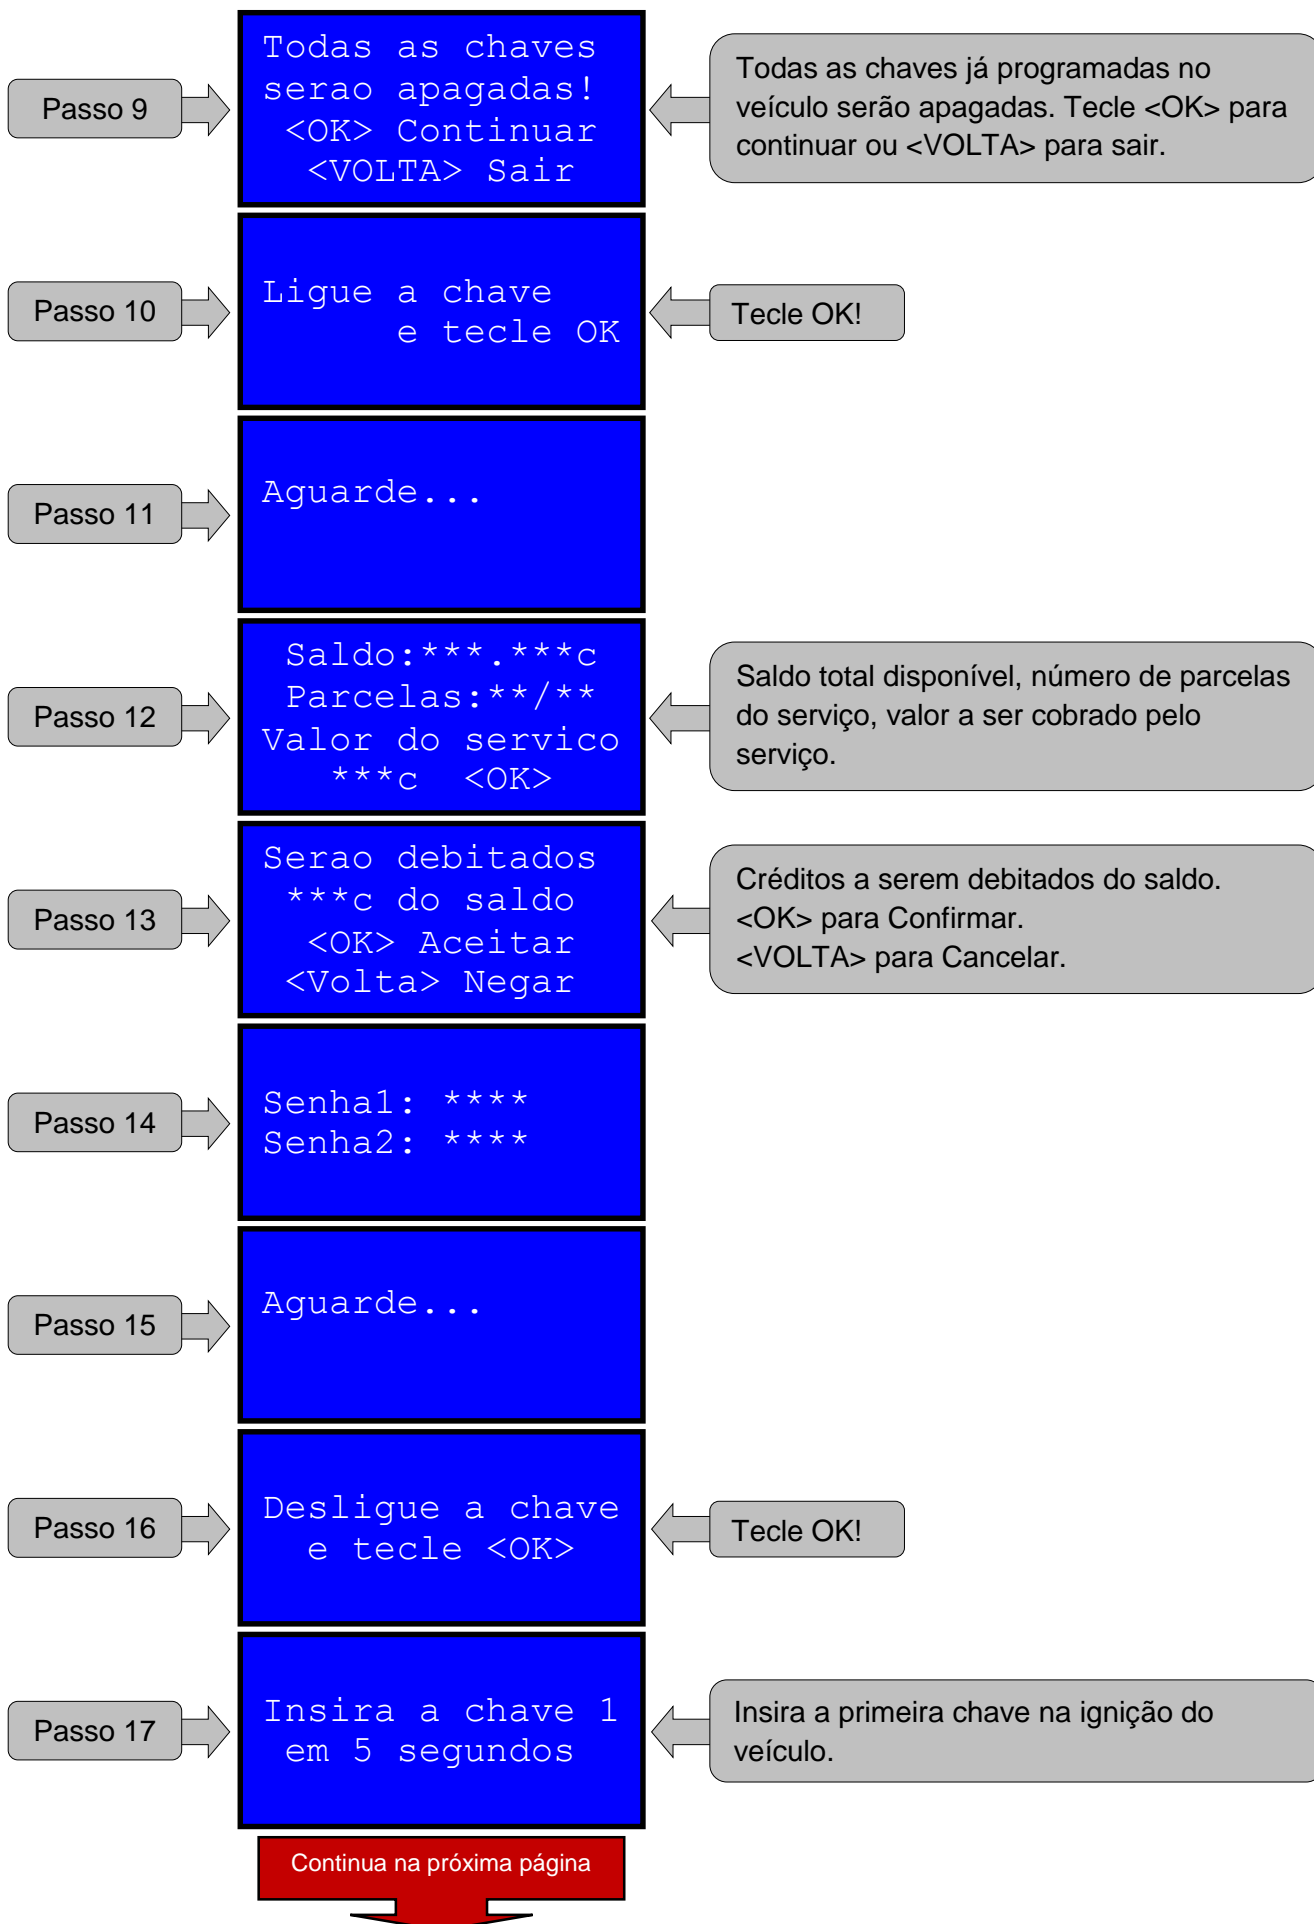 Passo 9
Todas as chaves
serao apagadas!
<OK> Continuar
<VOLTA> Sair
Todas as chaves já programadas no
veículo serão apagadas. Tecle <OK> para
continuar ou <VOLTA> para sair.
Passo 10
Ligue a chave
e tecle OK
Tecle OK!
Passo 11
Aguarde...
Passo 12
Saldo:***.***c
Parcelas:**/**
Valor do servico
***c <OK>
Saldo total disponível, número de parcelas
do serviço, valor a ser cobrado pelo
serviço.
Passo 13
Serao debitados
***c do saldo
<OK> Aceitar
<Volta> Negar
Créditos a serem debitados do saldo.
<OK> para Confirmar.
<VOLTA> para Cancelar.
Passo 14
Senha1: ****
Senha2: ****
Passo 15
Aguarde...
Passo 16
Desligue a chave
e tecle <OK>
Tecle OK!
Passo 17
Insira a chave 1
em 5 segundos
Insira a primeira chave na ignição do
veículo.
Continua na próxima página